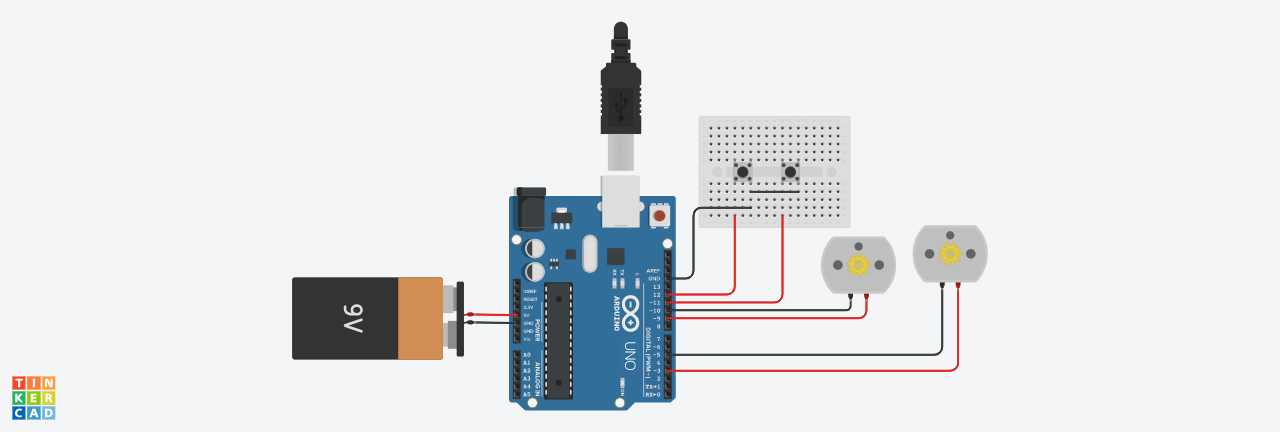 9V
IOREF
RESET
3.3V
5V
GND
GND
Vin
POWER
A0
A1
A2
A3
A4
A5
ANALOG IN
RX
TX
L
ARDUINO
UNO
ON
AREF
GND
13
12
~11
~10
~9
8
7
~6
~5
4
~3
2
TX→1
RX←0
DIGITAL (PWM~)
TIN
KER
CAD